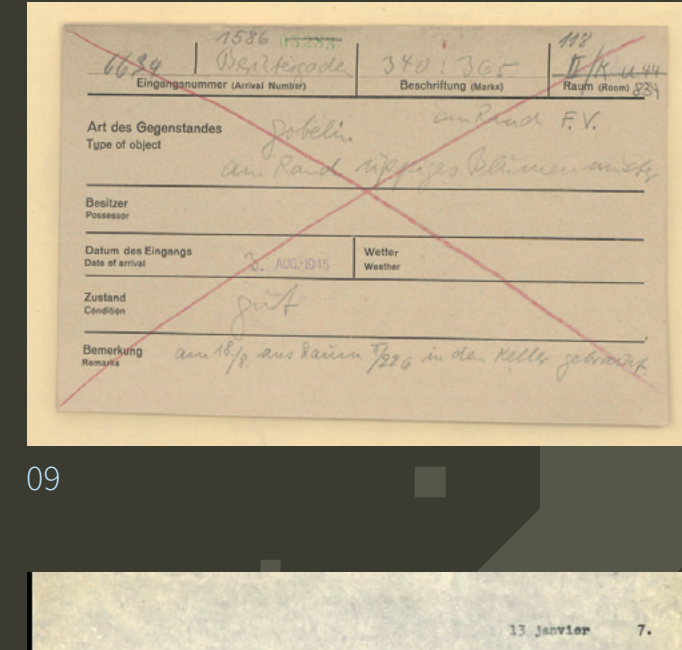 1586 05283 118
6634 Berchtesgaden 340 : 365 II/K u 44
Eingangsnummer (Arrival Number) Beschriftung (Marks) Raum (Room) 834
am Rand F. V.
Art des Gegenstandes Gobelin
Type of object
am Rand üppiges Blumenmuster
Besitzer
Possessor
Datum des Eingangs Wetter
Date of arrival 3. AUG. 1945 Weather
Zustand gut
Condition
Bemerkung am 18./8. aus Raum /226 in den Keller gebracht.
Remarks
09
13 janvier 7.